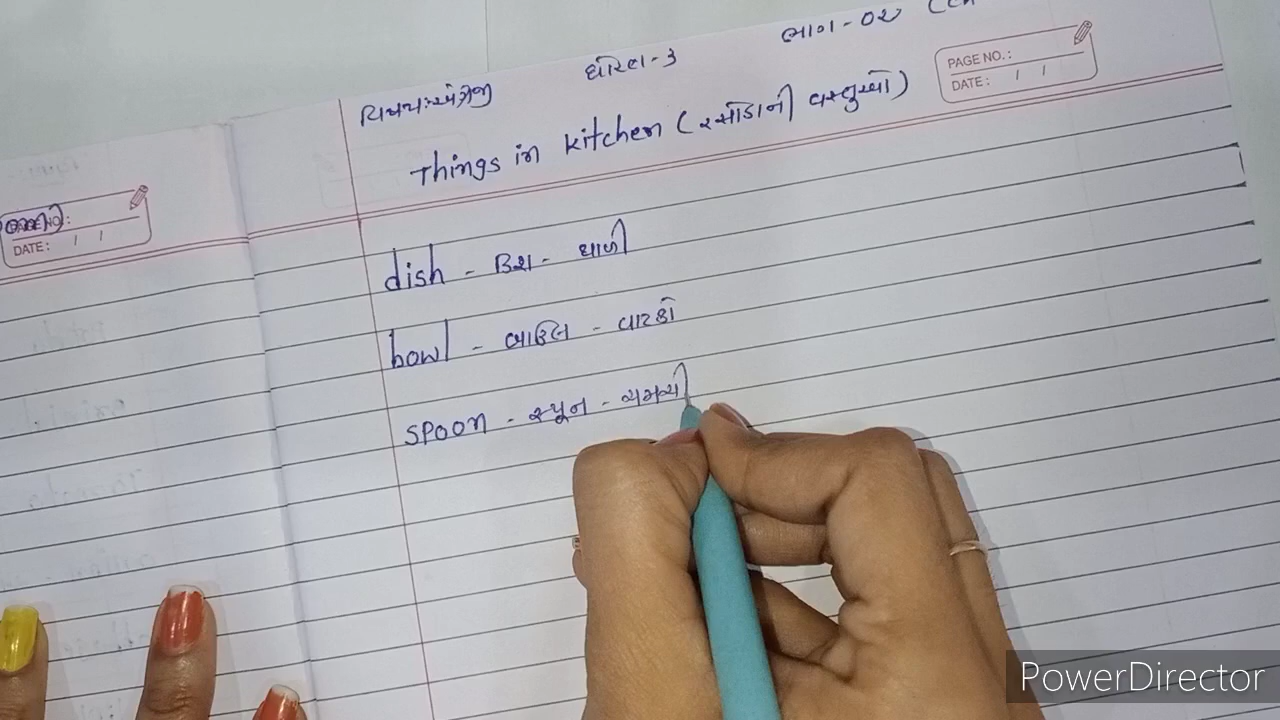 વિષય:અંગ્રેજી ધોરણ-૩ ભાગ-૦૨
PAGE NO.:
DATE: / /
Things in kitchen (રસોડાની વસ્તુઓ)
DATE: / /
dish - ડિશ - થાળી
bowl - બાઉલ - વાટકો
spoon - સ્પૂન - ચમચી
PowerDirector